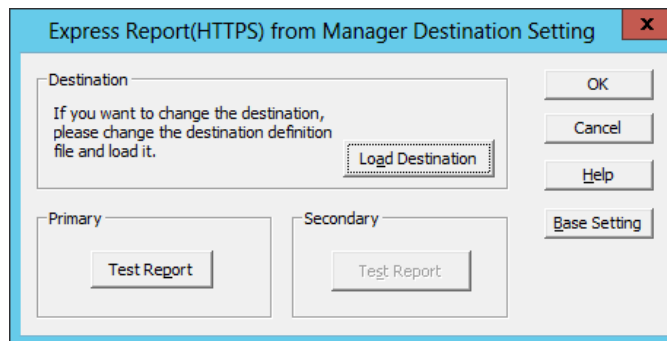 Express Report(HTTPS) from Manager Destination Setting
x
Destination
If you want to change the destination,
please change the destination definition
file and load it.
Load Destination
OK
Cancel
Help
Base Setting
Primary
Test Report
Secondary
Test Report